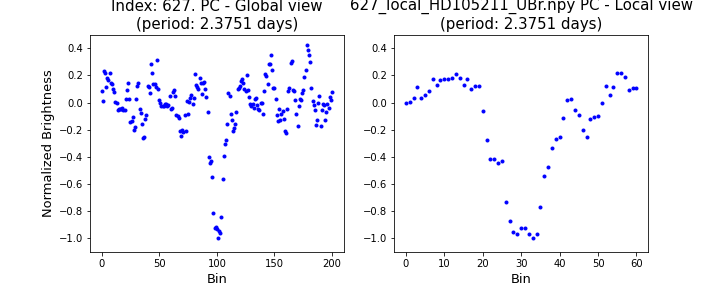 Index: 627. PC - Global view
(period: 2.3751 days)
627_local_HD105211_UBr.npy PC - Local view
(period: 2.3751 days)
Normalized Brightness
0.4
0.2
0.0
−0.2
−0.4
−0.6
−0.8
−1.0
0 50 100 150 200
Bin
0.4
0.2
0.0
−0.2
−0.4
−0.6
−0.8
−1.0
0 10 20 30 40 50 60
Bin